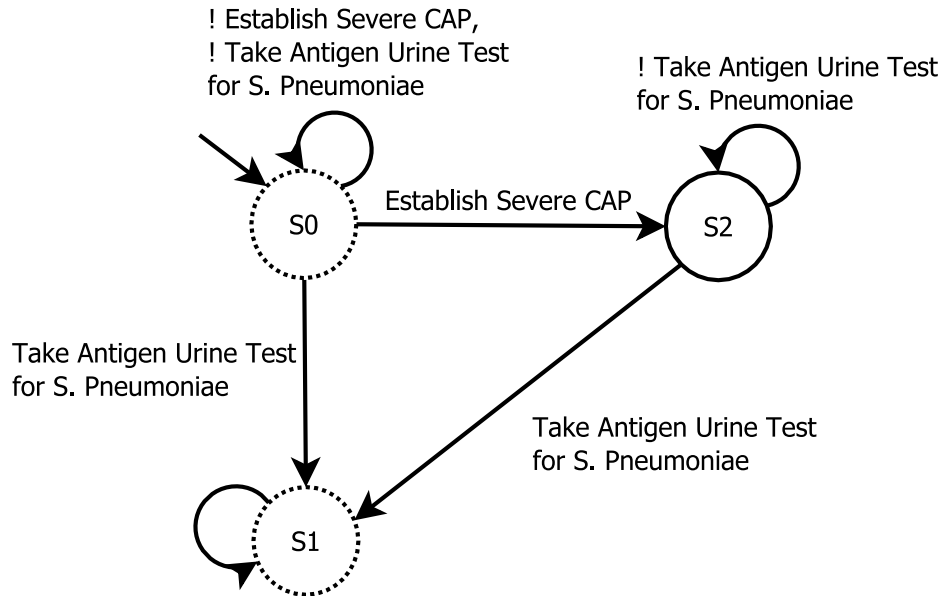 ! Establish Severe CAP,
! Take Antigen Urine Test
for S. Pneumoniae
! Take Antigen Urine Test
for S. Pneumoniae
S0
Establish Severe CAP
S2
Take Antigen Urine Test
for S. Pneumoniae
Take Antigen Urine Test
for S. Pneumoniae
S1